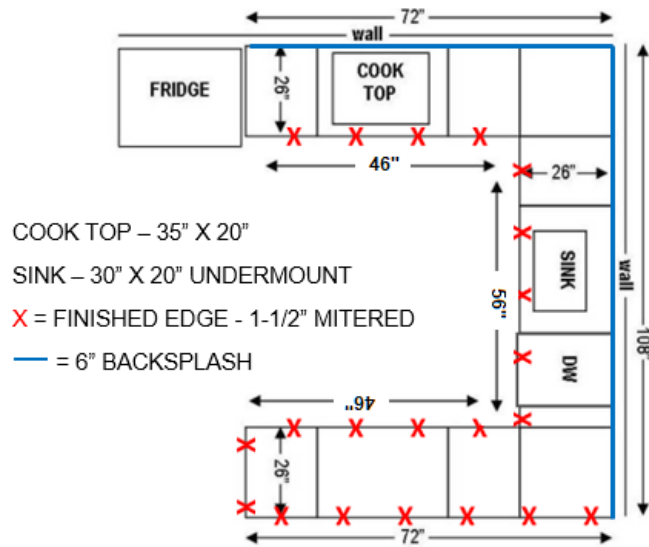 72"
wall
FRIDGE
26"
COOK
TOP
46"
26"
COOK TOP – 35" X 20"
SINK – 30" X 20" UNDERMOUNT
X = FINISHED EDGE - 1-1/2" MITERED
= 6" BACKSPLASH
56"
SINK
wall
108"
DW
46"
26"
72"